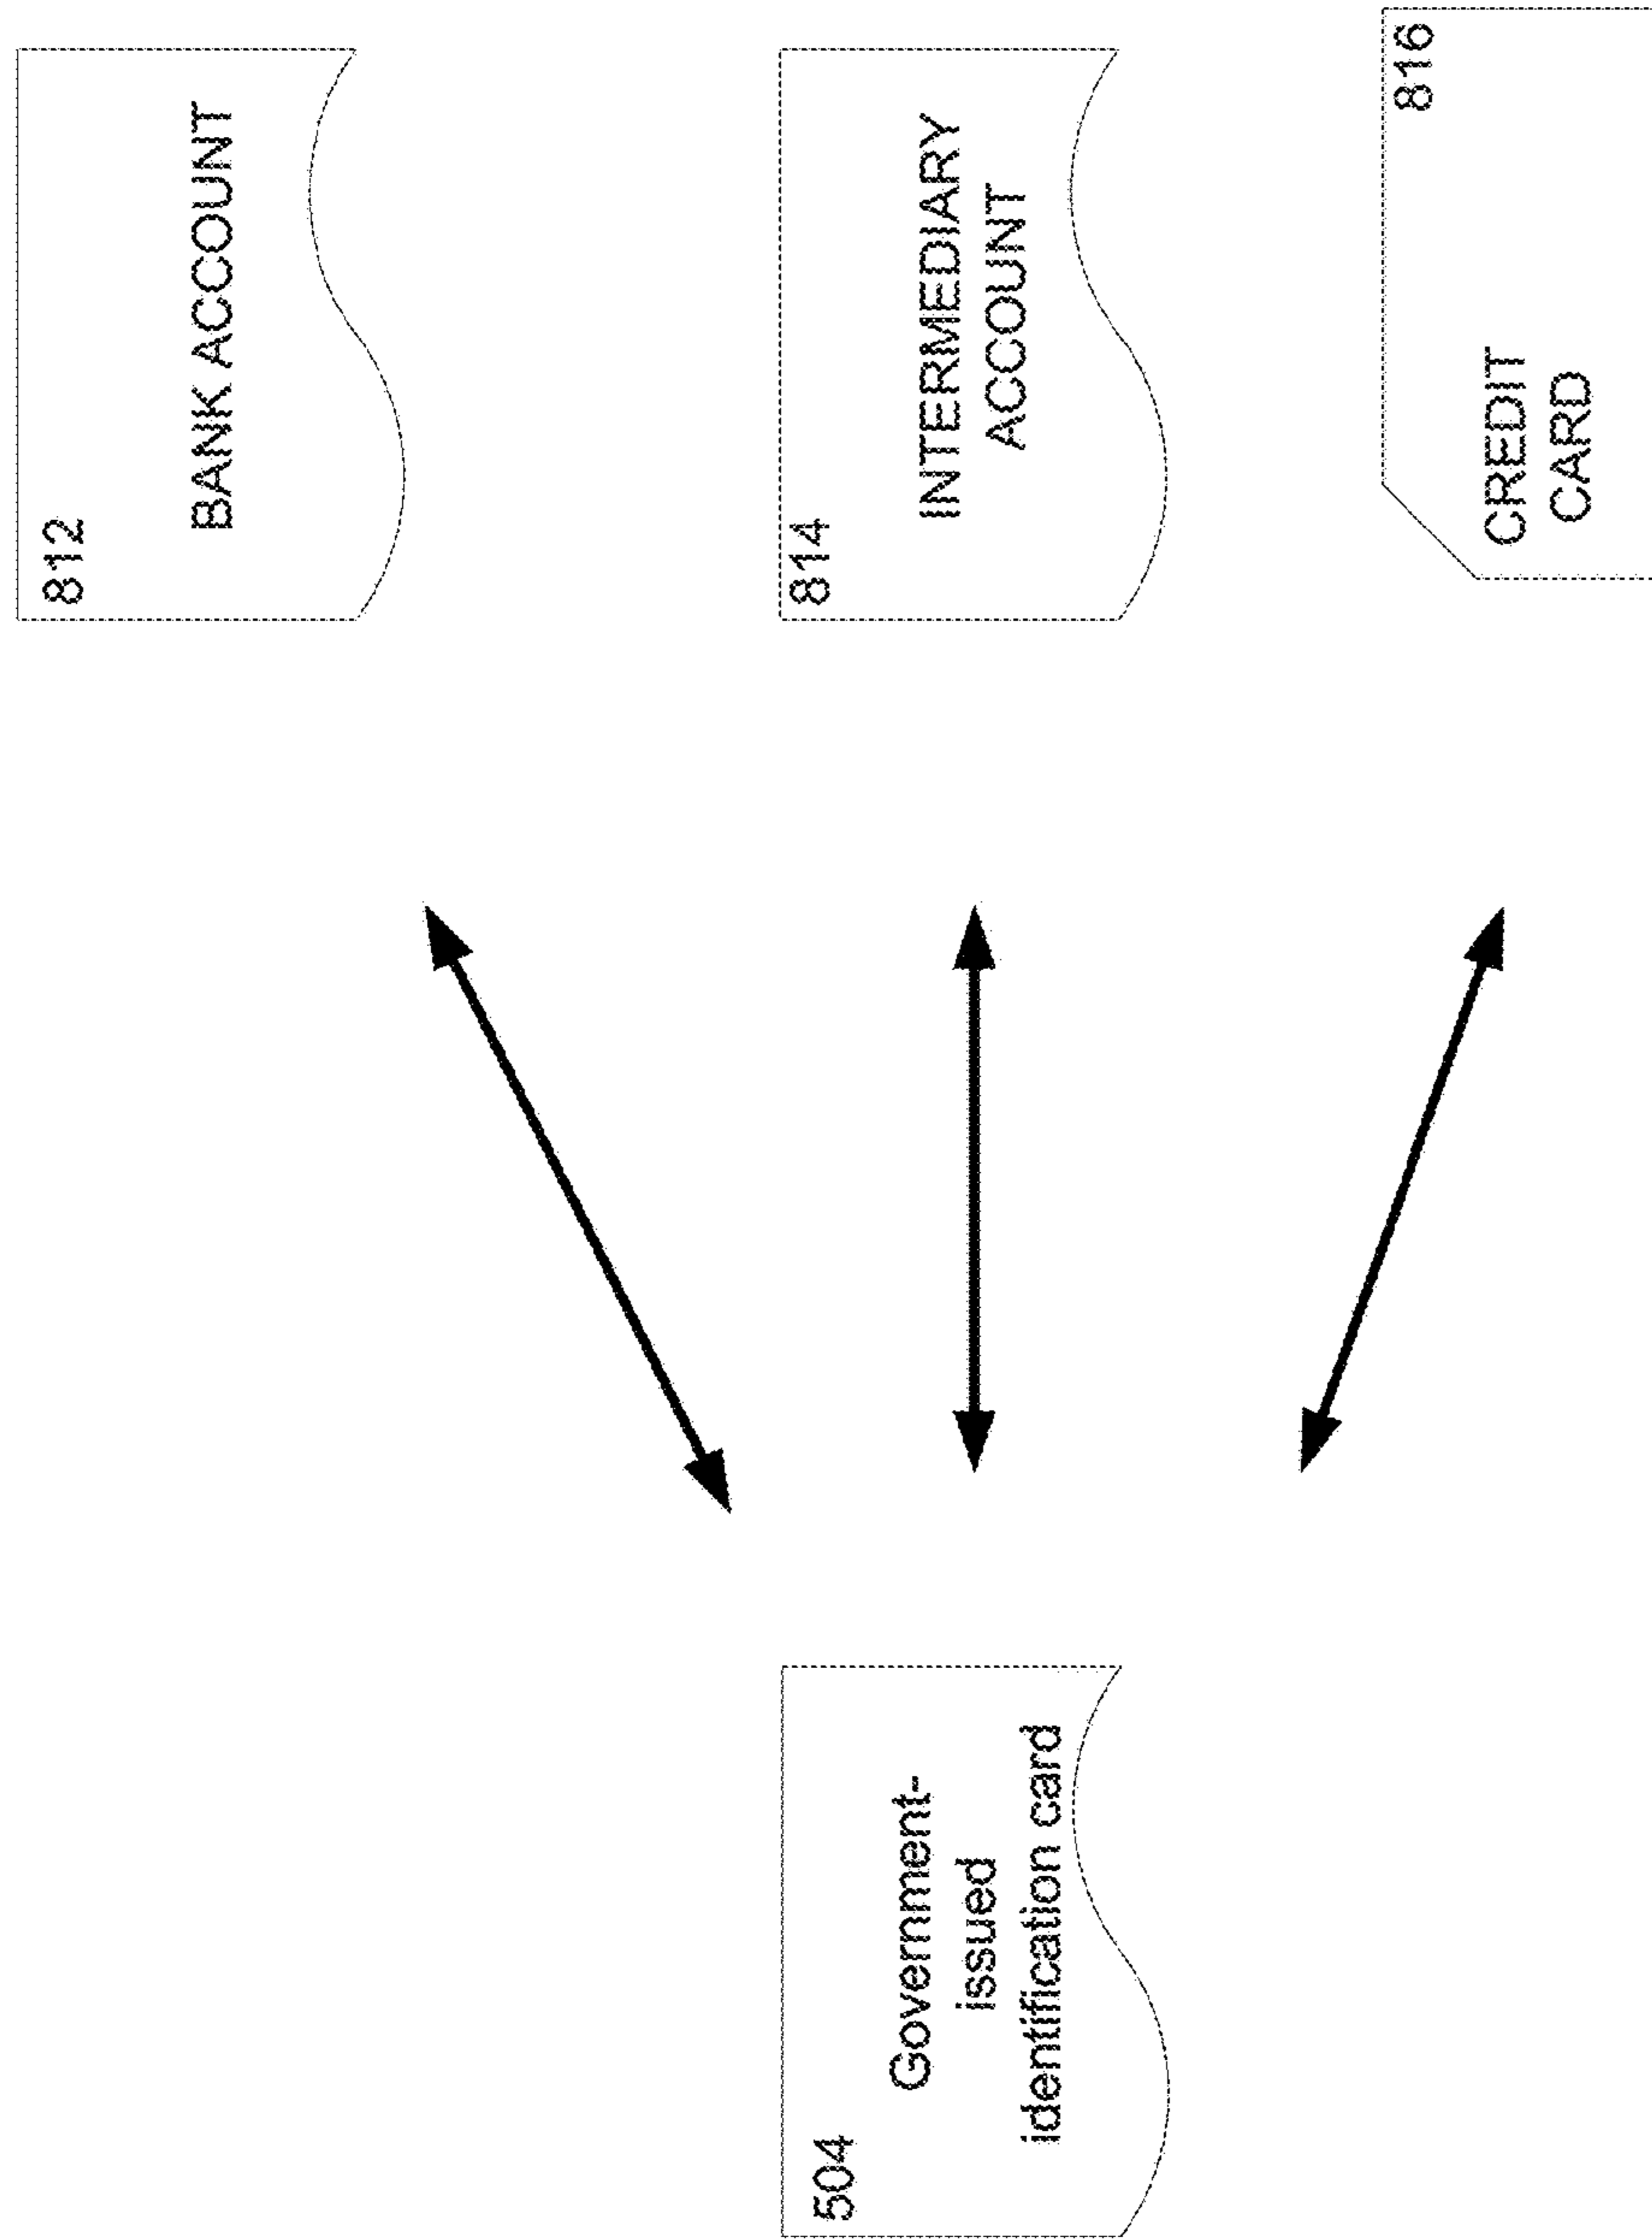 504
Government-
issued
identification card
812
BANK ACCOUNT
814
INTERMEDIARY
ACCOUNT
816
CREDIT
CARD